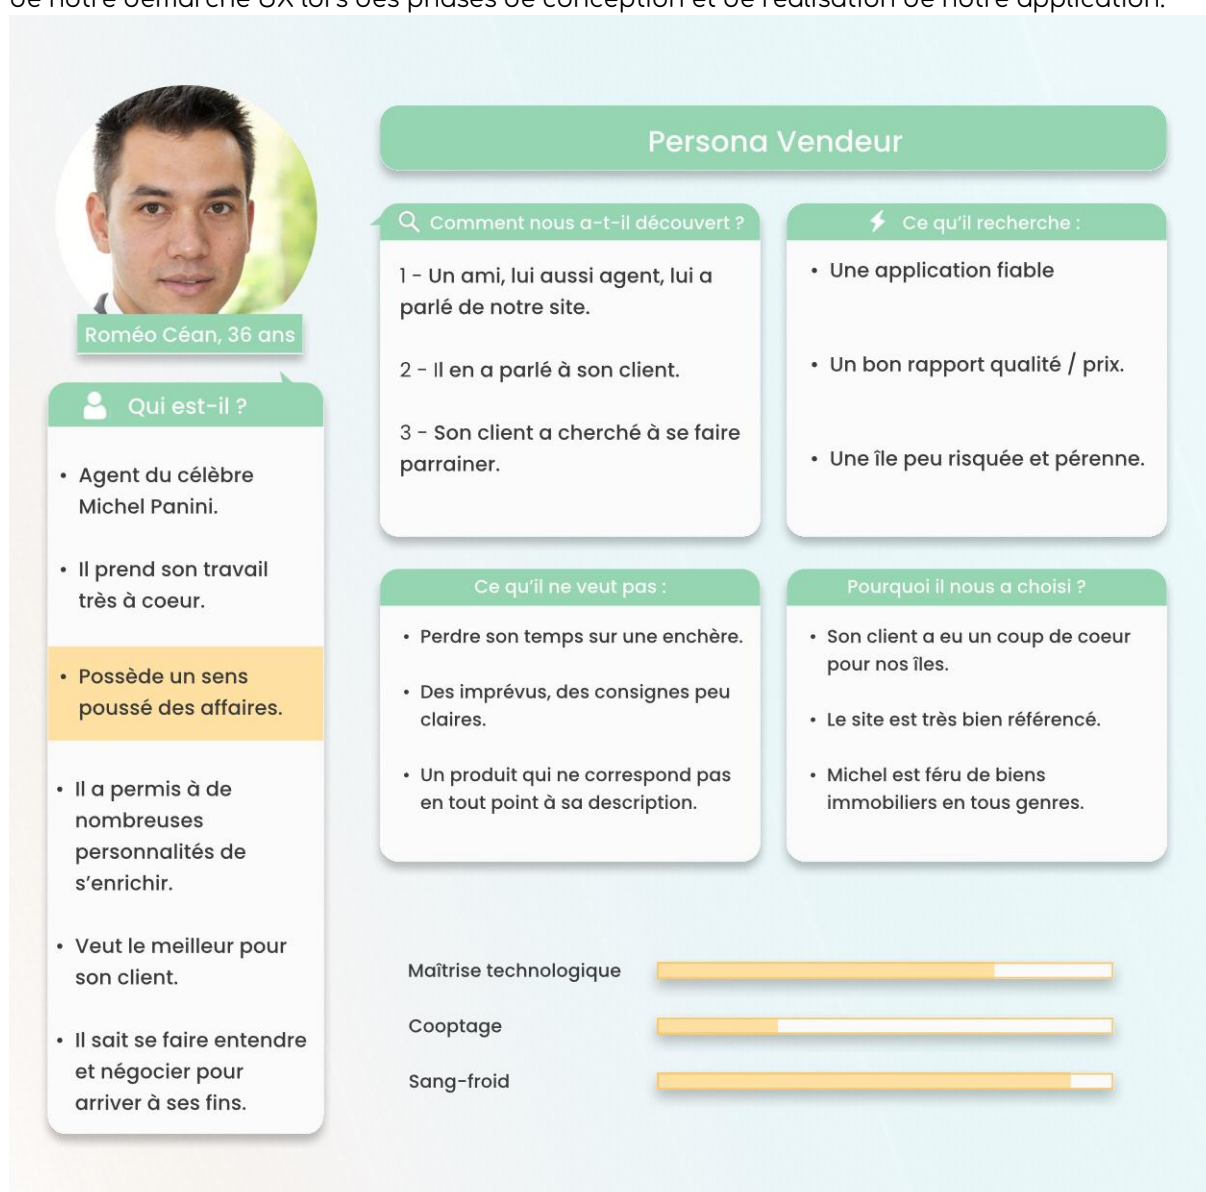 de notre démarche UX lors des phases de conception et de réalisation de notre application.
Persona Vendeur
Roméo Céan, 36 ans
Qui est-il ?
• Agent du célèbre
Michel Panini.
• Il prend son travail
très à coeur.
• Possède un sens
poussé des affaires.
• Il a permis à de
nombreuses
personnalités de
s'enrichir.
• Veut le meilleur pour
son client.
• Il sait se faire entendre
et négocier pour
arriver à ses fins.
Comment nous a-t-il découvert ?
1 - Un ami, lui aussi agent, lui a
parlé de notre site.
2 - Il en a parlé à son client.
3 - Son client a cherché à se faire
parrainer.
Ce qu'il recherche :
• Une application fiable
• Un bon rapport qualité / prix.
• Une île peu risquée et pérenne.
Ce qu'il ne veut pas :
• Perdre son temps sur une enchère.
• Des imprévus, des consignes peu
claires.
• Un produit qui ne correspond pas
en tout point à sa description.
Pourquoi il nous a choisi ?
• Son client a eu un coup de coeur
pour nos îles.
• Le site est très bien référencé.
• Michel est féru de biens
immobiliers en tous genres.
Maîtrise technologique
Cooptage
Sang-froid